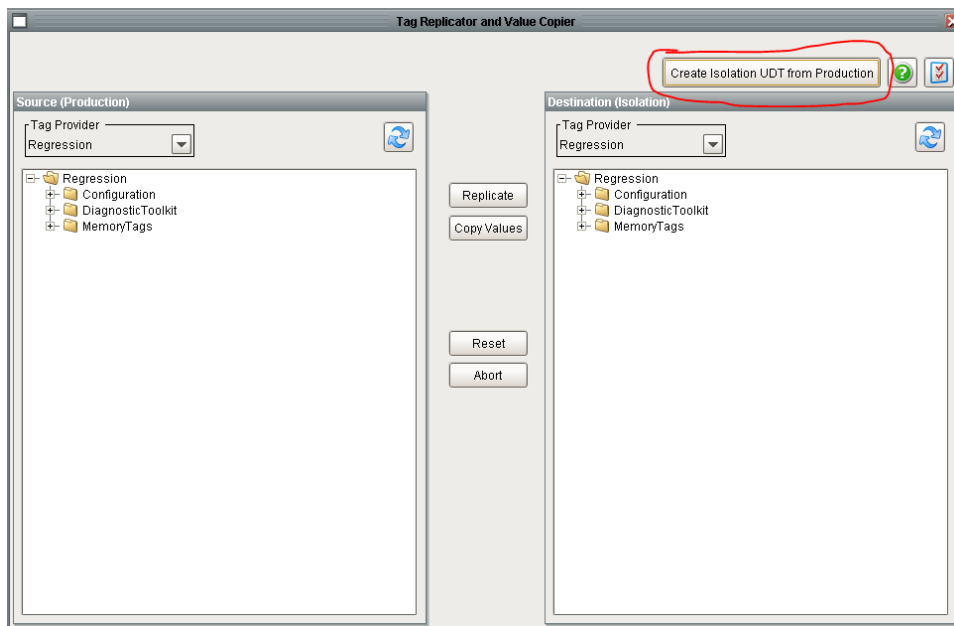 Tag Replicator and Value Copier
Create Isolation UDT from Production
Source (Production)
Tag Provider
Regression
Regression
Configuration
DiagnosticToolkit
MemoryTags
Replicate
Copy Values
Reset
Abort
Destination (Isolation)
Tag Provider
Regression
Regression
Configuration
DiagnosticToolkit
MemoryTags